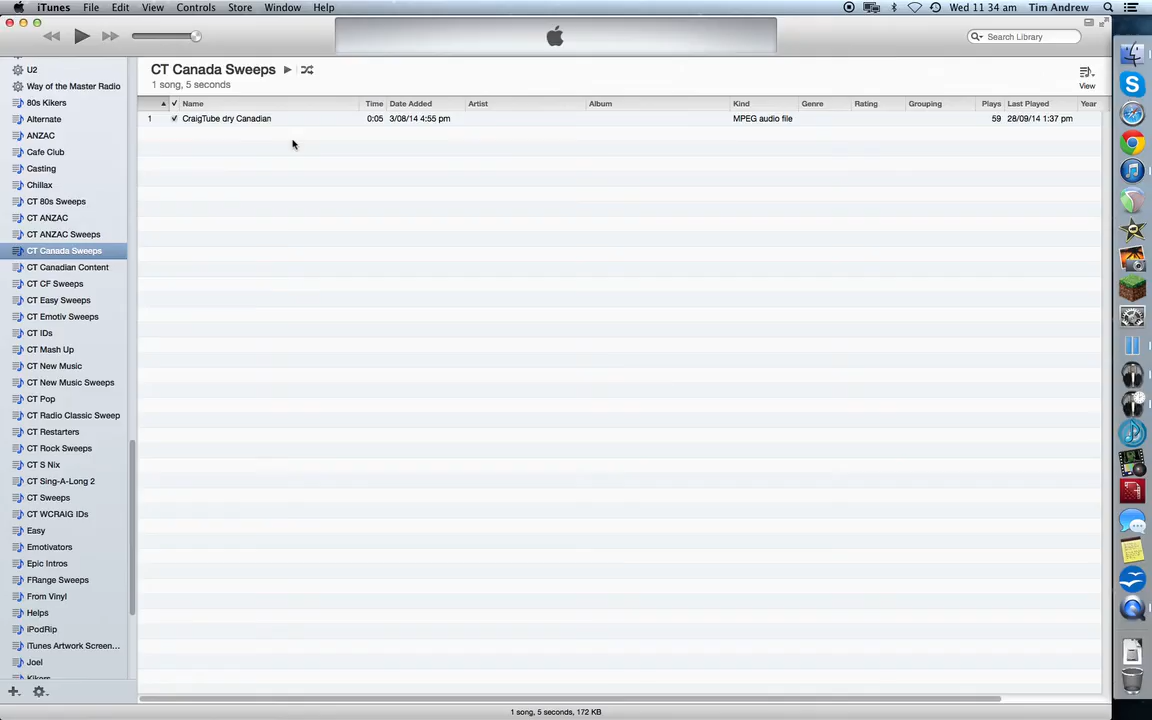 iTunes File Edit View Controls Store Window Help Wed 11 34 am Tim Andrew
Search Library
CT Canada Sweeps
1 song, 5 seconds
View
Name Time Date Added Artist Album Kind Genre Rating Grouping Plays Last Played Year
1 CraigTube dry Canadian 0:05 3/08/14 4:55 pm MPEG audio file 59 28/09/14 1:37 pm
U2
Way of the Master Radio
80s Kikers
Alternate
ANZAC
Cafe Club
Casting
Chillax
CT 80s Sweeps
CT ANZAC
CT ANZAC Sweeps
CT Canada Sweeps
CT Canadian Content
CT CF Sweeps
CT Easy Sweeps
CT Emotiv Sweeps
CT IDs
CT Mash Up
CT New Music
CT New Music Sweeps
CT Pop
CT Radio Classic Sweep
CT Restarters
CT Rock Sweeps
CT S Nix
CT Sing-A-Long 2
CT Sweeps
CT WCRAIG IDs
Easy
Emotivators
Epic Intros
FRange Sweeps
From Vinyl
Helps
iPodRip
iTunes Artwork Screen...
Joel
Kikers
1 song, 5 seconds, 172 KB